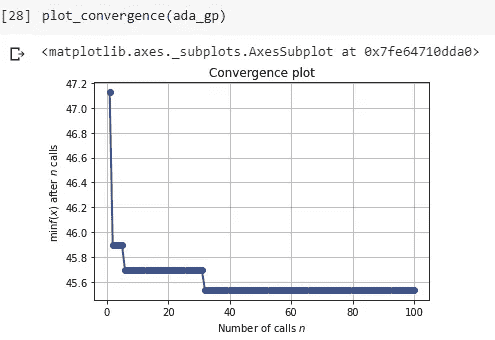 [28] plot_convergence(ada_gp)
<matplotlib.axes._subplots.AxesSubplot at 0x7fe64710dda0>
Convergence plot
47.2
47.0
46.8
46.6
46.4
46.2
46.0
45.8
45.6
min f(x) after n calls
0 20 40 60 80 100
Number of calls n